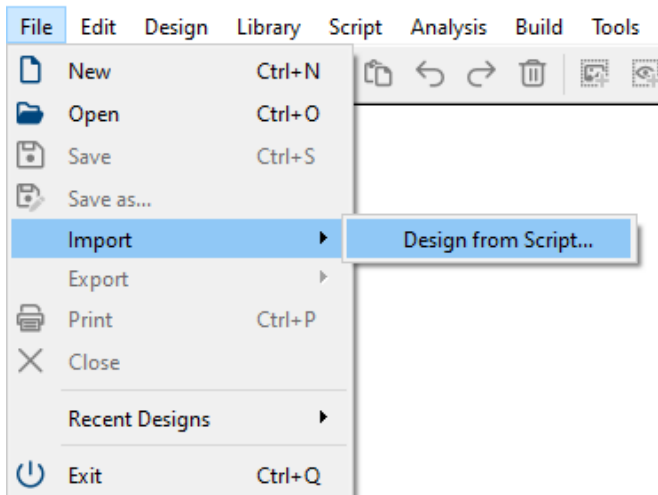 File Edit Design Library Script Analysis Build Tools
New Ctrl+N
Open Ctrl+O
Save Ctrl+S
Save as...
Import Design from Script...
Export
Print Ctrl+P
Close
Recent Designs
Exit Ctrl+Q